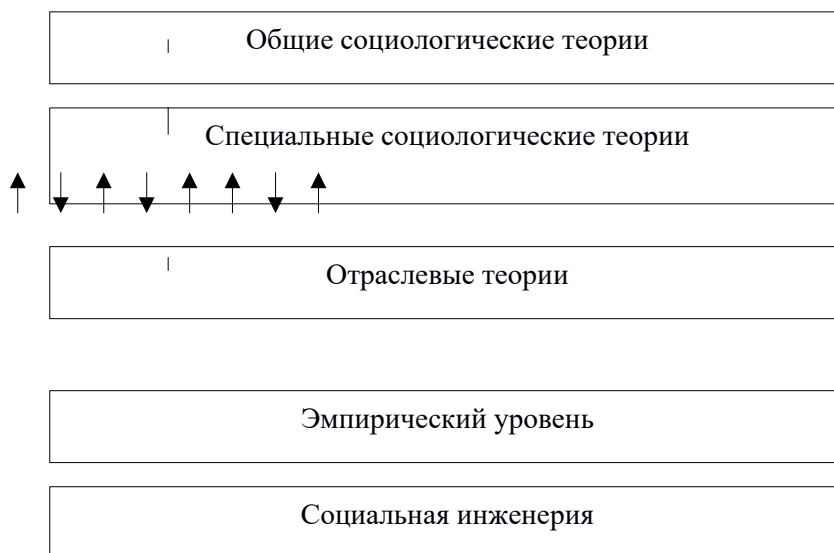 Общие социологические теории
Специальные социологические теории
Отраслевые теории
Эмпирический уровень
Социальная инженерия